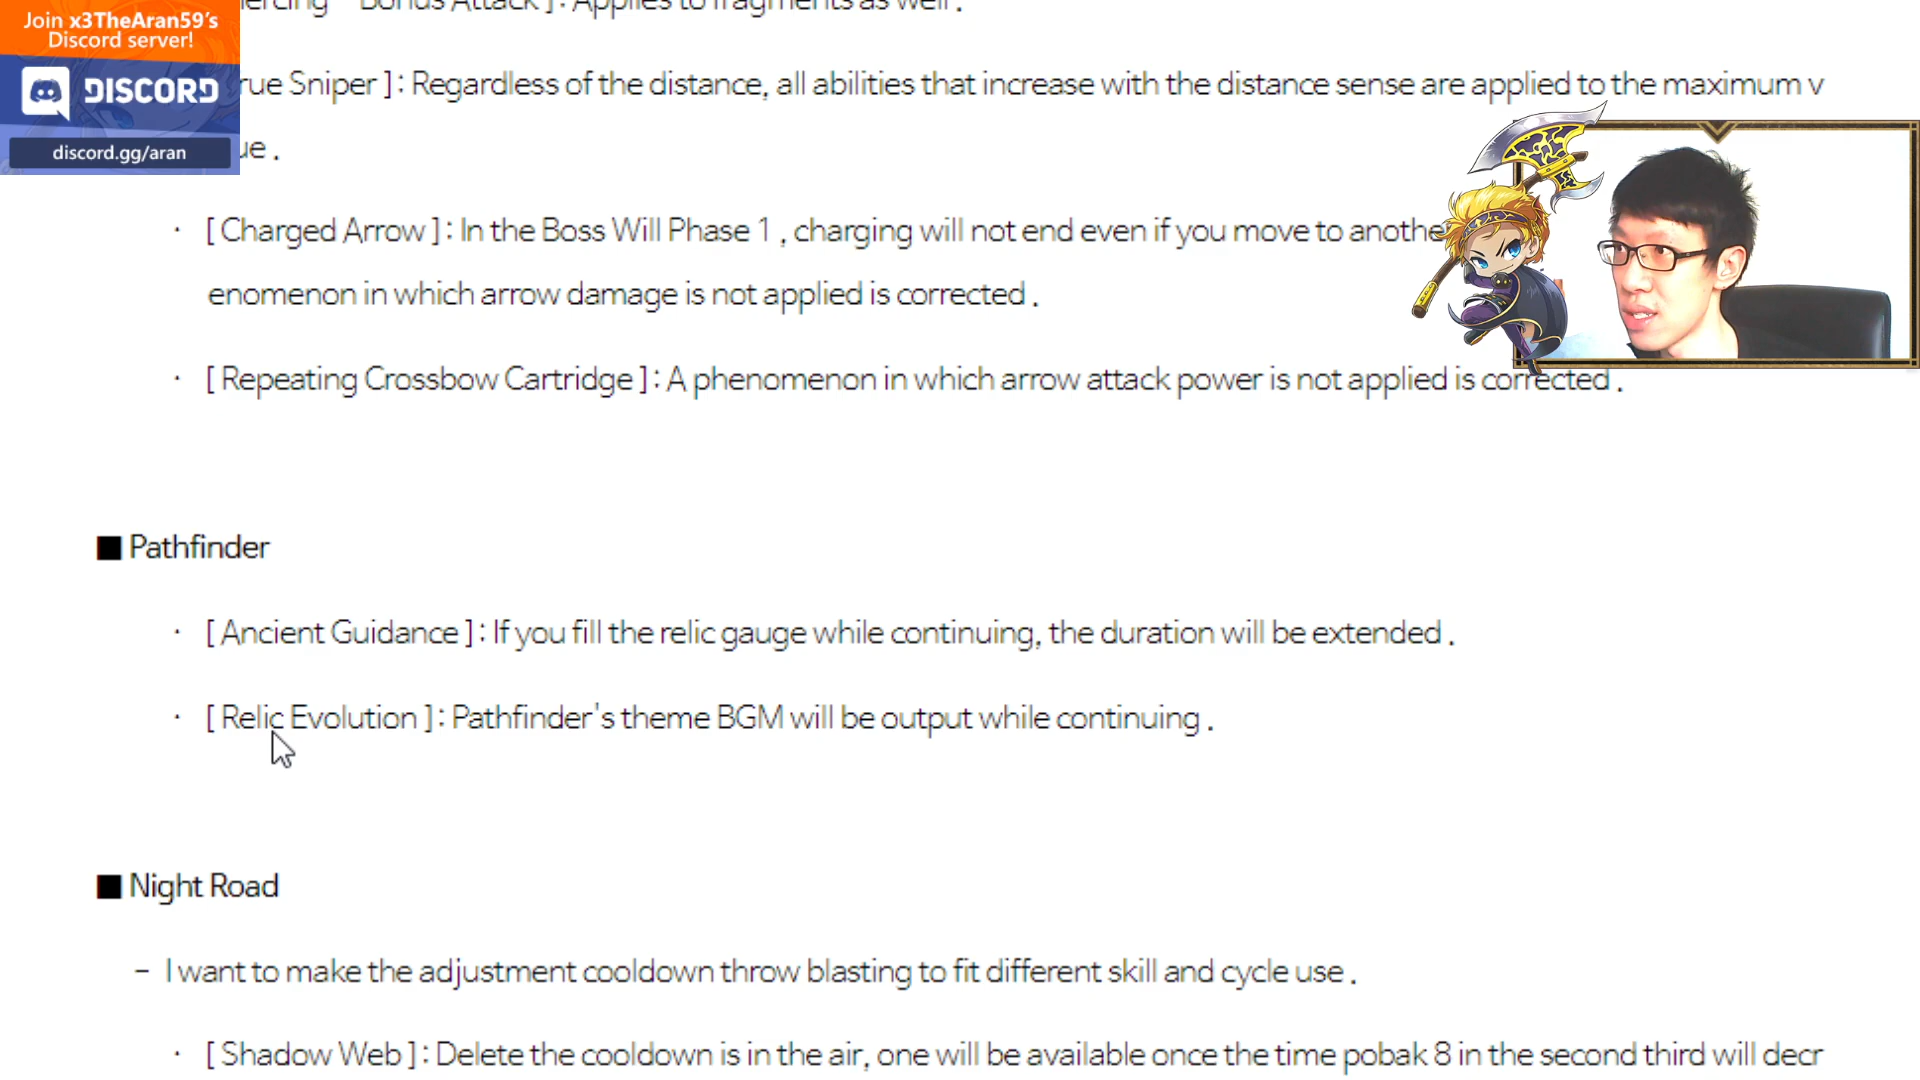 Join x3TheAran59's
Discord server!
DISCORD
discord.gg/aran
Bonus Attack ] : Applies to fragments as well .
Sniper ] : Regardless of the distance, all abilities that increase with the distance sense are applied to the maximum v
ue .
· [ Charged Arrow ] : In the Boss Will Phase 1 , charging will not end even if you move to
enomenon in which arrow damage is not applied is corrected .
· [ Repeating Crossbow Cartridge ] : A phenomenon in which arrow attack power is not applied is corrected .
■ Pathfinder
· [ Ancient Guidance ] : If you fill the relic gauge while continuing, the duration will be extended .
· [ Relic Evolution ] : Pathfinder's theme BGM will be output while continuing .
■ Night Road
– I want to make the adjustment cooldown throw blasting to fit different skill and cycle use .
· [ Shadow Web ] : Delete the cooldown is in the air, one will be available once the time pobak 8 in the second third will decr